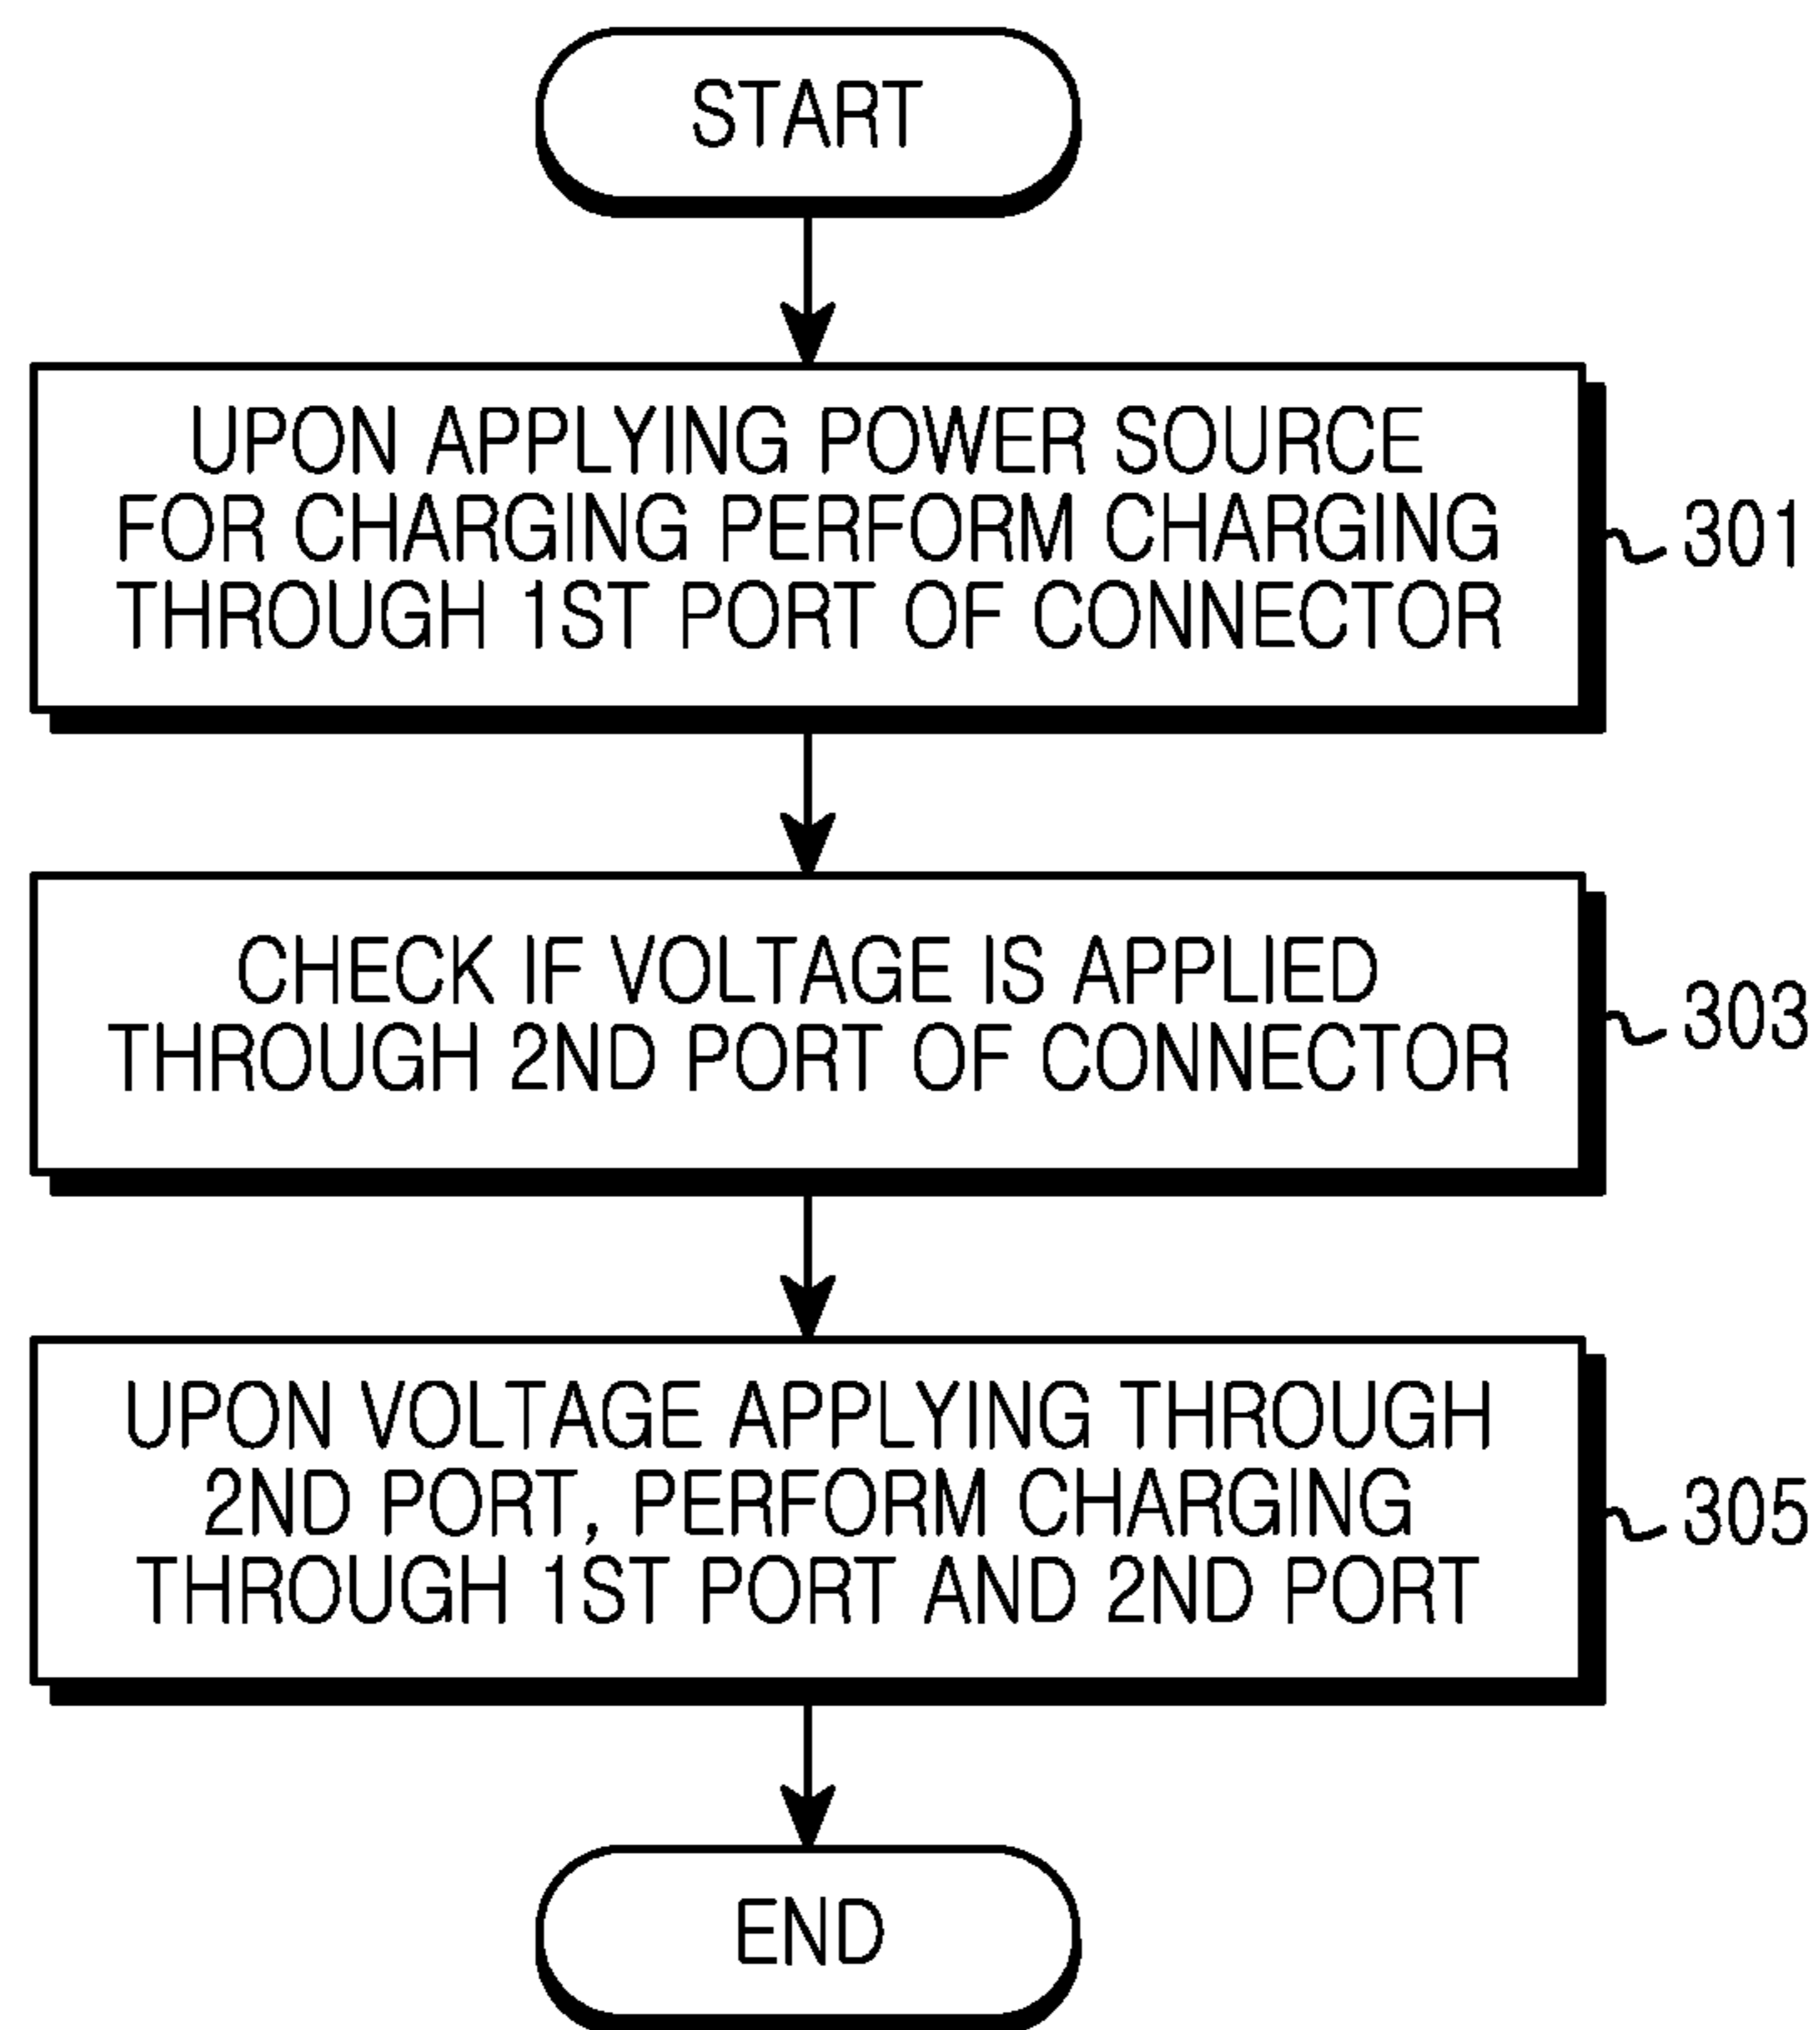 START
UPON APPLYING POWER SOURCE
FOR CHARGING PERFORM CHARGING
THROUGH 1ST PORT OF CONNECTOR
301
CHECK IF VOLTAGE IS APPLIED
THROUGH 2ND PORT OF CONNECTOR
303
UPON VOLTAGE APPLYING THROUGH
2ND PORT, PERFORM CHARGING
THROUGH 1ST PORT AND 2ND PORT
305
END